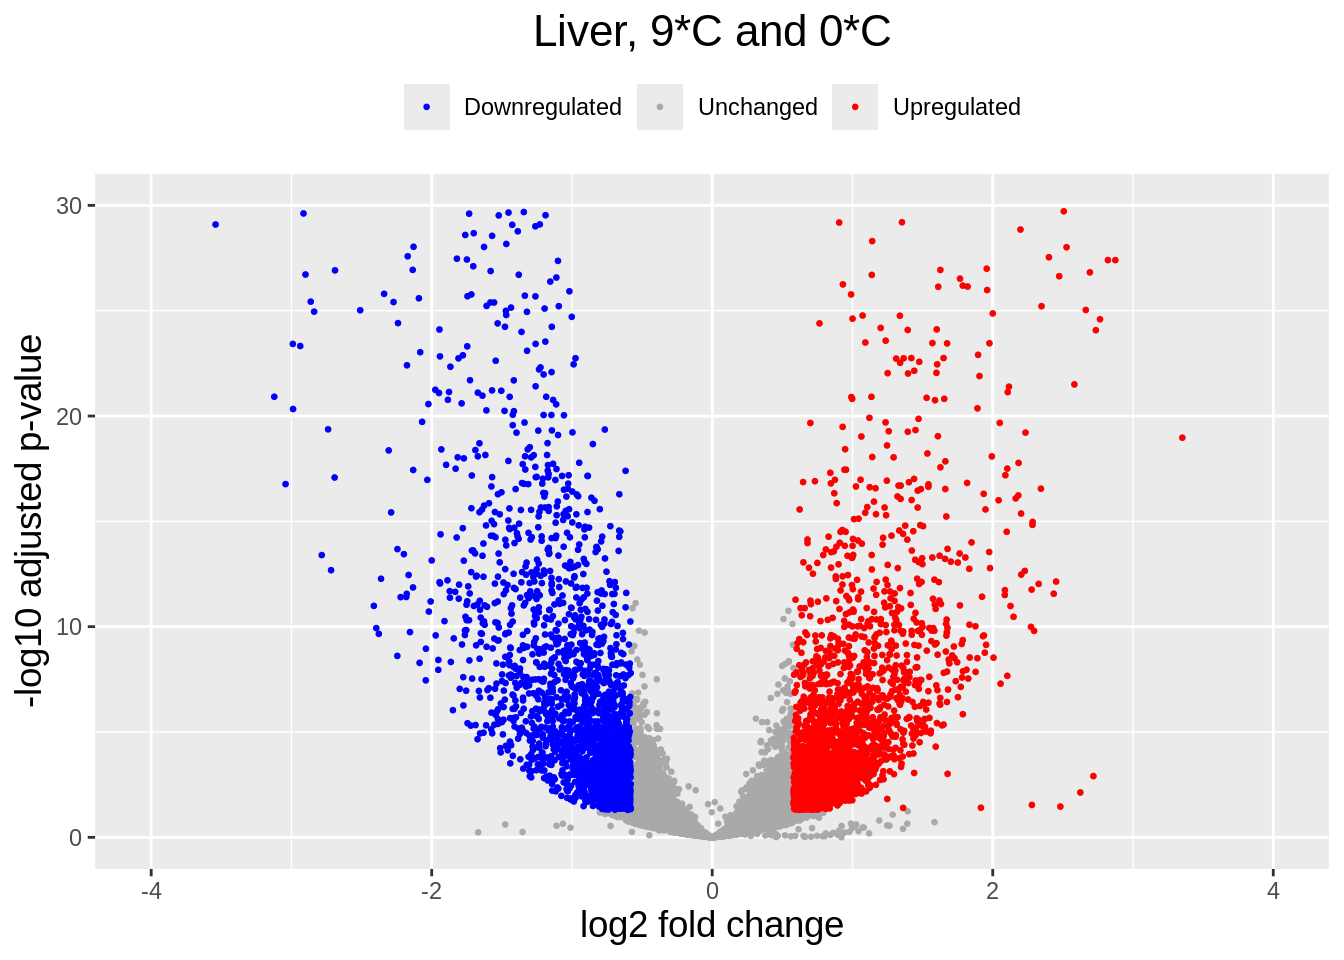 Liver, 9*C and 0*C
Downregulated Unchanged Upregulated
-log10 adjusted p-value
30
20
10
0
-4 -2 0 2 4
log2 fold change